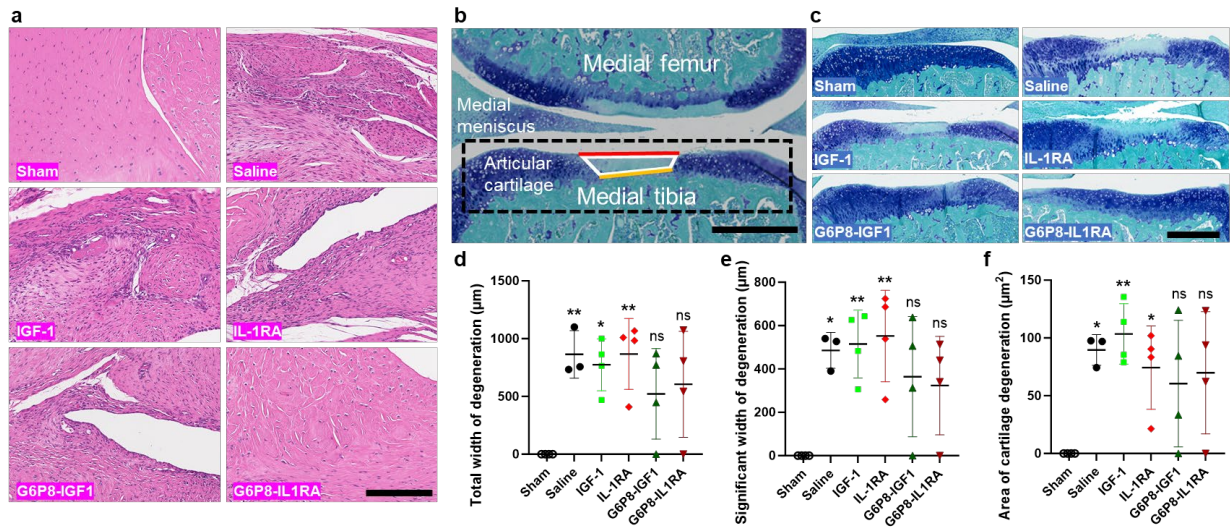 a
Sham
Saline
IGF-1
IL-1RA
G6P8-IGF1
G6P8-IL1RA
b
Medial femur
Medial
meniscus
Articular
cartilage
Medial tibia
c
Sham
Saline
IGF-1
IL-1RA
G6P8-IGF1
G6P8-IL1RA
d
Total width of degeneration (µm)
1500
1000
500
0
**
*
**
ns
ns
Sham
Saline
IGF-1
IL-1RA
G6P8-IGF1
G6P8-IL1RA
e
Significant width of degeneration (µm)
800
600
400
200
0
*
**
**
ns
ns
Sham
Saline
IGF-1
IL-1RA
G6P8-IGF1
G6P8-IL1RA
f
Area of cartilage degeneration (µm²)
150
100
50
0
*
**
*
ns
ns
Sham
Saline
IGF-1
IL-1RA
G6P8-IGF1
G6P8-IL1RA